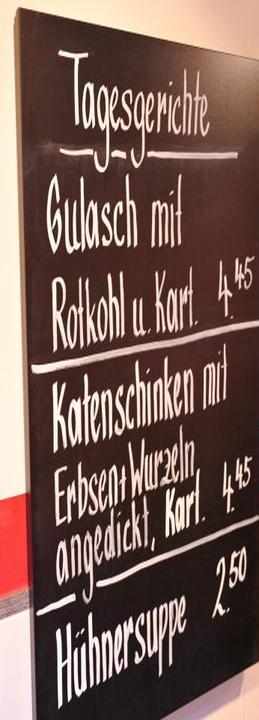 Tagesgerichte
Gulasch mit
Rotkohl u. Kart. 4.45
Katenschinken mit
Erbsen+Wurzeln
angedickt, Kart. 4.45
Hühnersuppe 2.50